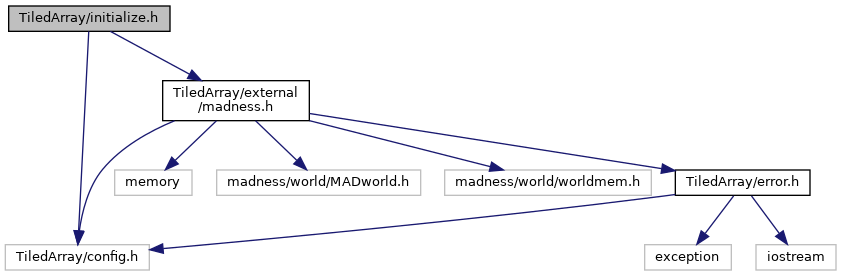 TiledArray/initialize.h
TiledArray/external
/madness.h
memory
madness/world/MADworld.h
madness/world/worldmem.h
TiledArray/error.h
TiledArray/config.h
exception
iostream